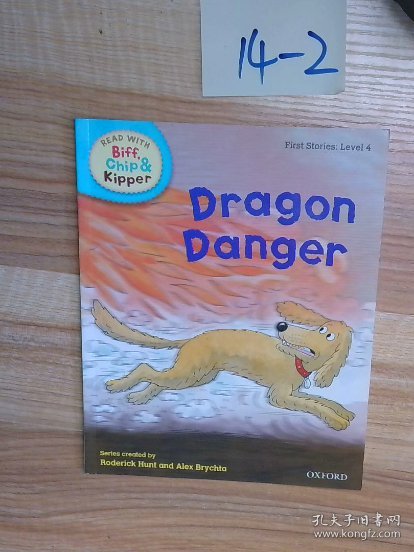 14-2
READ WITH
Biff,
Chip &
Kipper
First Stories: Level 4
Dragon
Danger
Series created by
Roderick Hunt and Alex Brychta
OXFORD
孔夫子旧书网
kongfz.com